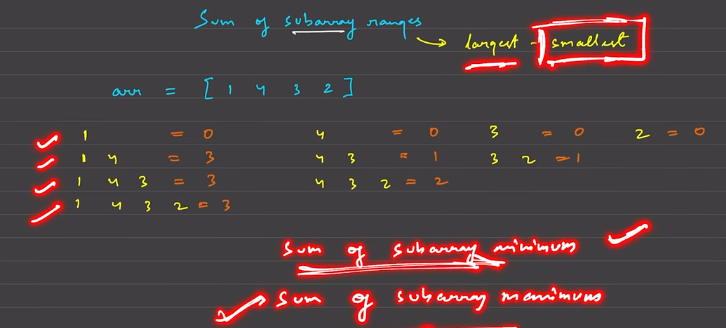 Sum of subarray ranges
largest - smallest
arr = [ 1 4 3 2 ]
1 = 0 4 = 0 3 = 0 2 = 0
1 4 = 3 4 3 = 1 3 2 = 1
1 4 3 = 3 4 3 2 = 2
1 4 3 2 = 3
Sum of subarray minimums
Sum of subarray maximums